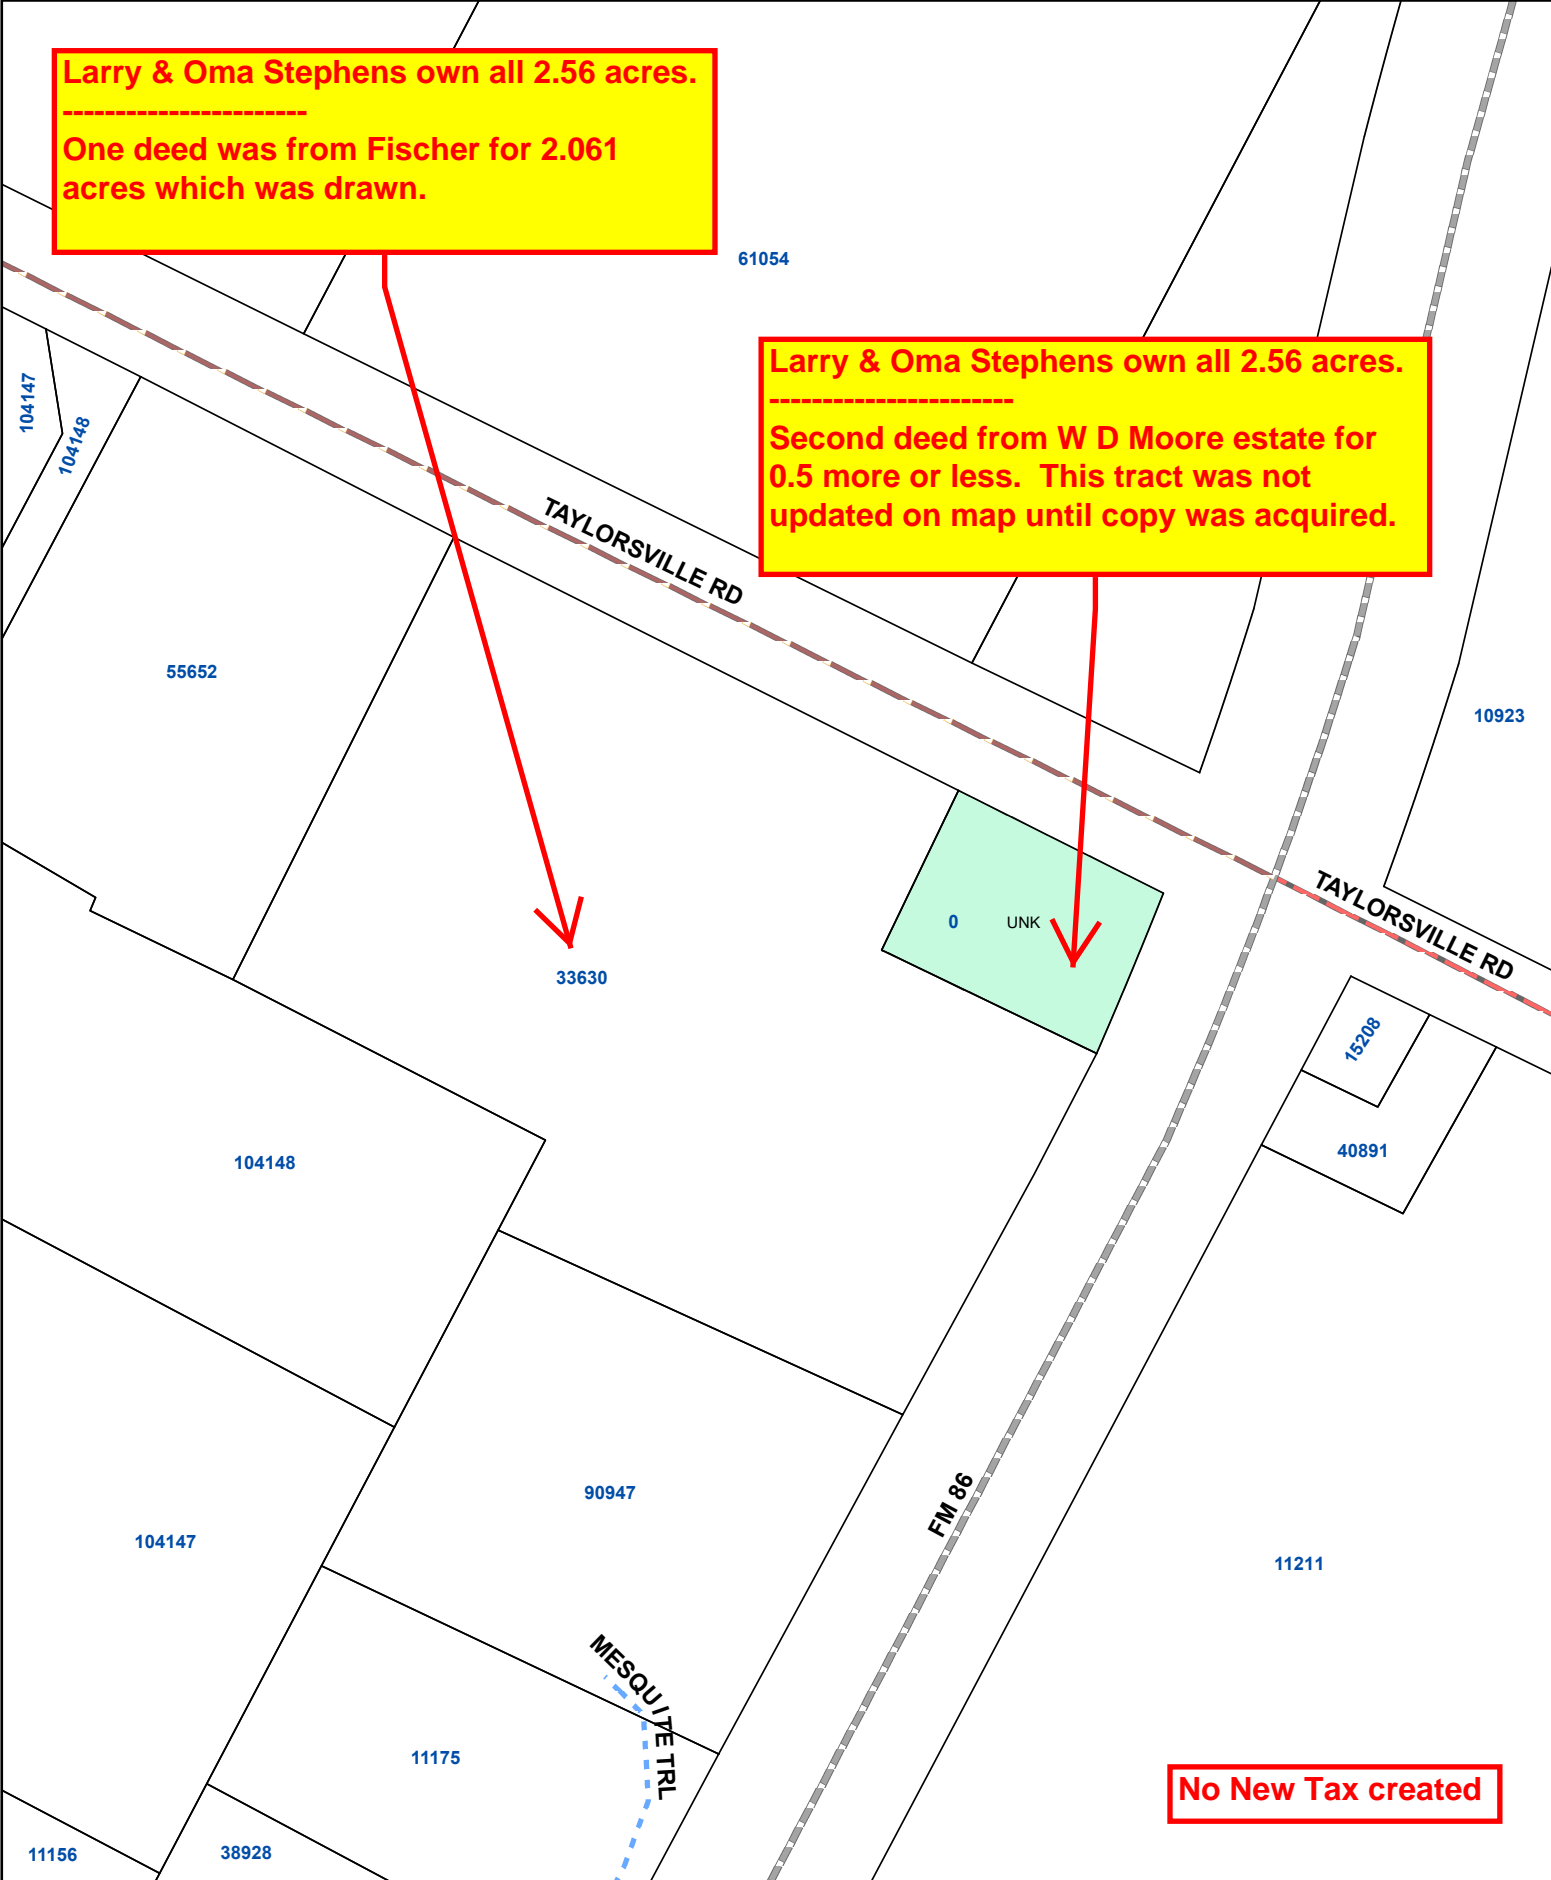 Larry & Oma Stephens own all 2.56 acres.
-----------------------
One deed was from Fischer for 2.061
acres which was drawn.
61054
Larry & Oma Stephens own all 2.56 acres.
-----------------------
Second deed from W D Moore estate for
0.5 more or less.  This tract was not
updated on map until copy was acquired.
104147
104148
TAYLORSVILLE RD
55652
10923
TAYLORSVILLE RD
0
UNK
33630
15208
40891
104148
90947
FM 86
104147
11211
MESQUITE TRL
11175
No New Tax created
11156
38928